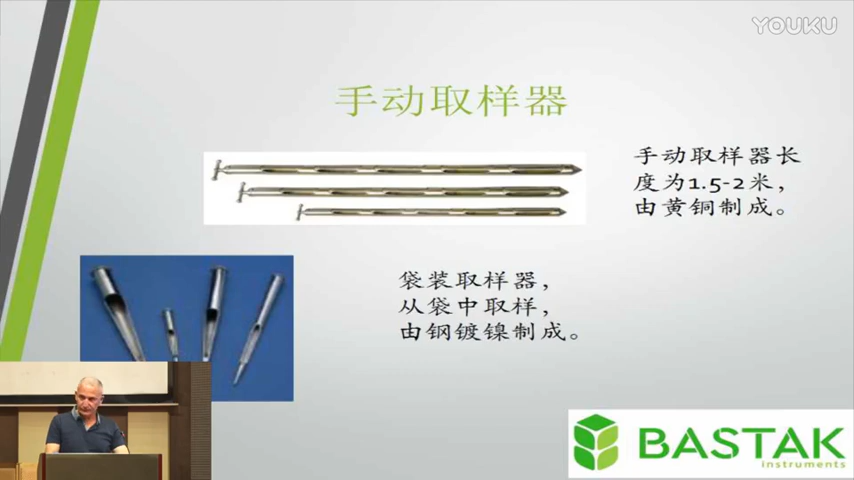 YOUKU
手动取样器
手动取样器长
度为1.5-2米，
由黄铜制成。
袋装取样器，
从袋中取样，
由钢镀镍制成。
BASTAK
instruments